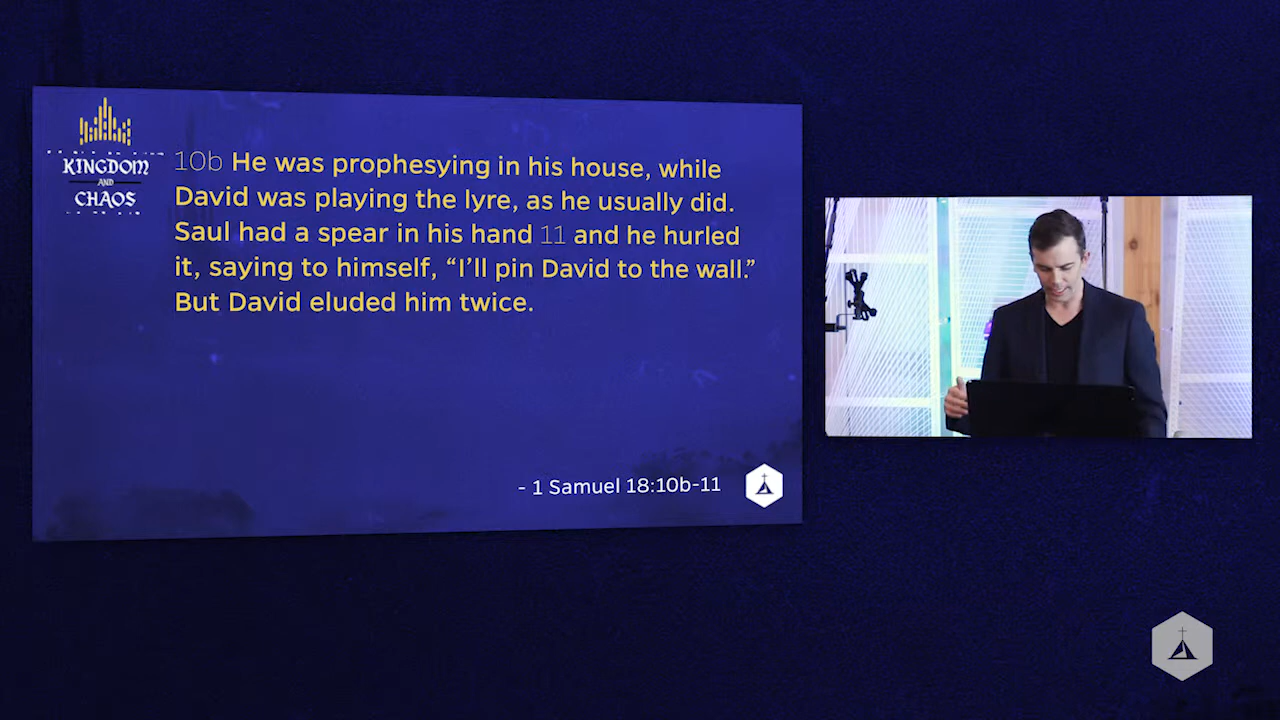 KINGDOM
AND
CHAOS
10b He was prophesying in his house, while
David was playing the lyre, as he usually did.
Saul had a spear in his hand 11 and he hurled
it, saying to himself, “I’ll pin David to the wall.”
But David eluded him twice.
- 1 Samuel 18:10b-11